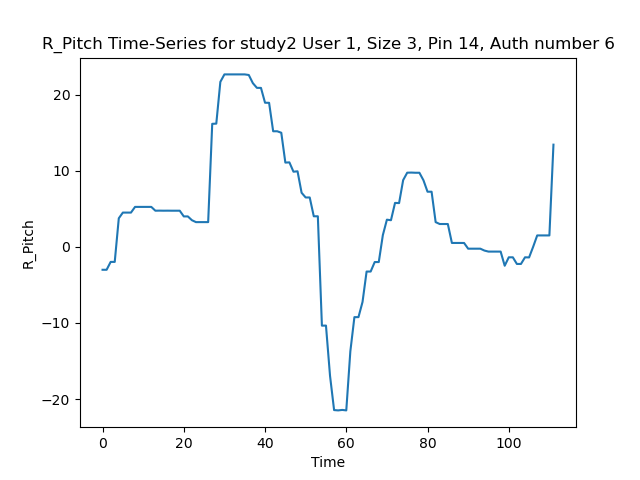 R_Pitch Time-Series for study2 User 1, Size 3, Pin 14, Auth number 6
20
10
0
−10
−20
R_Pitch
0 20 40 60 80 100
Time